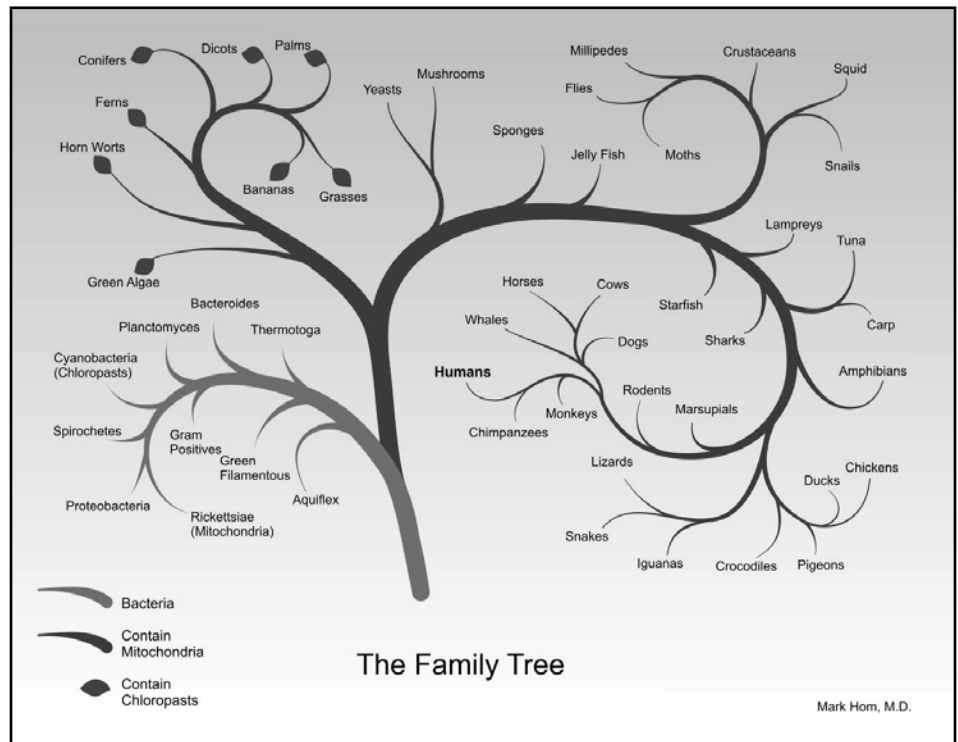 Conifers
Dicots
Palms
Ferns
Horn Worts
Bananas
Grasses
Green Algae
Yeasts
Mushrooms
Sponges
Jelly Fish
Millipedes
Crustaceans
Squid
Flies
Moths
Snails
Lampreys
Tuna
Starfish
Sharks
Carp
Amphibians
Horses
Cows
Whales
Dogs
Humans
Monkeys
Chimpanzees
Rodents
Marsupials
Lizards
Snakes
Iguanas
Crocodiles
Pigeons
Ducks
Chickens
Bacteroides
Planctomyces
Thermotoga
Cyanobacteria
(Chloropasts)
Spirochetes
Gram
Positives
Green
Filamentous
Aquiflex
Proteobacteria
Rickettsiae
(Mitochondria)
Bacteria
Contain
Mitochondria
Contain
Chloropasts
The Family Tree
Mark Hom, M.D.